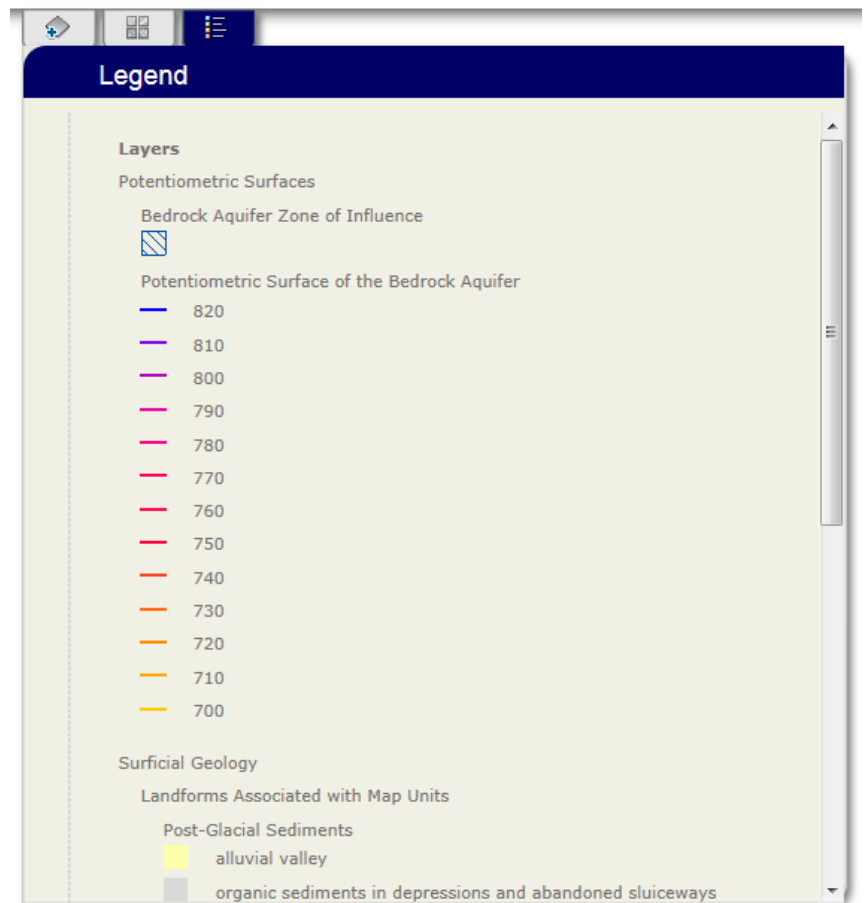 Legend
Layers
Potentiometric Surfaces
Bedrock Aquifer Zone of Influence
Potentiometric Surface of the Bedrock Aquifer
820
810
800
790
780
770
760
750
740
730
720
710
700
Surficial Geology
Landforms Associated with Map Units
Post-Glacial Sediments
alluvial valley
organic sediments in depressions and abandoned sluiceways